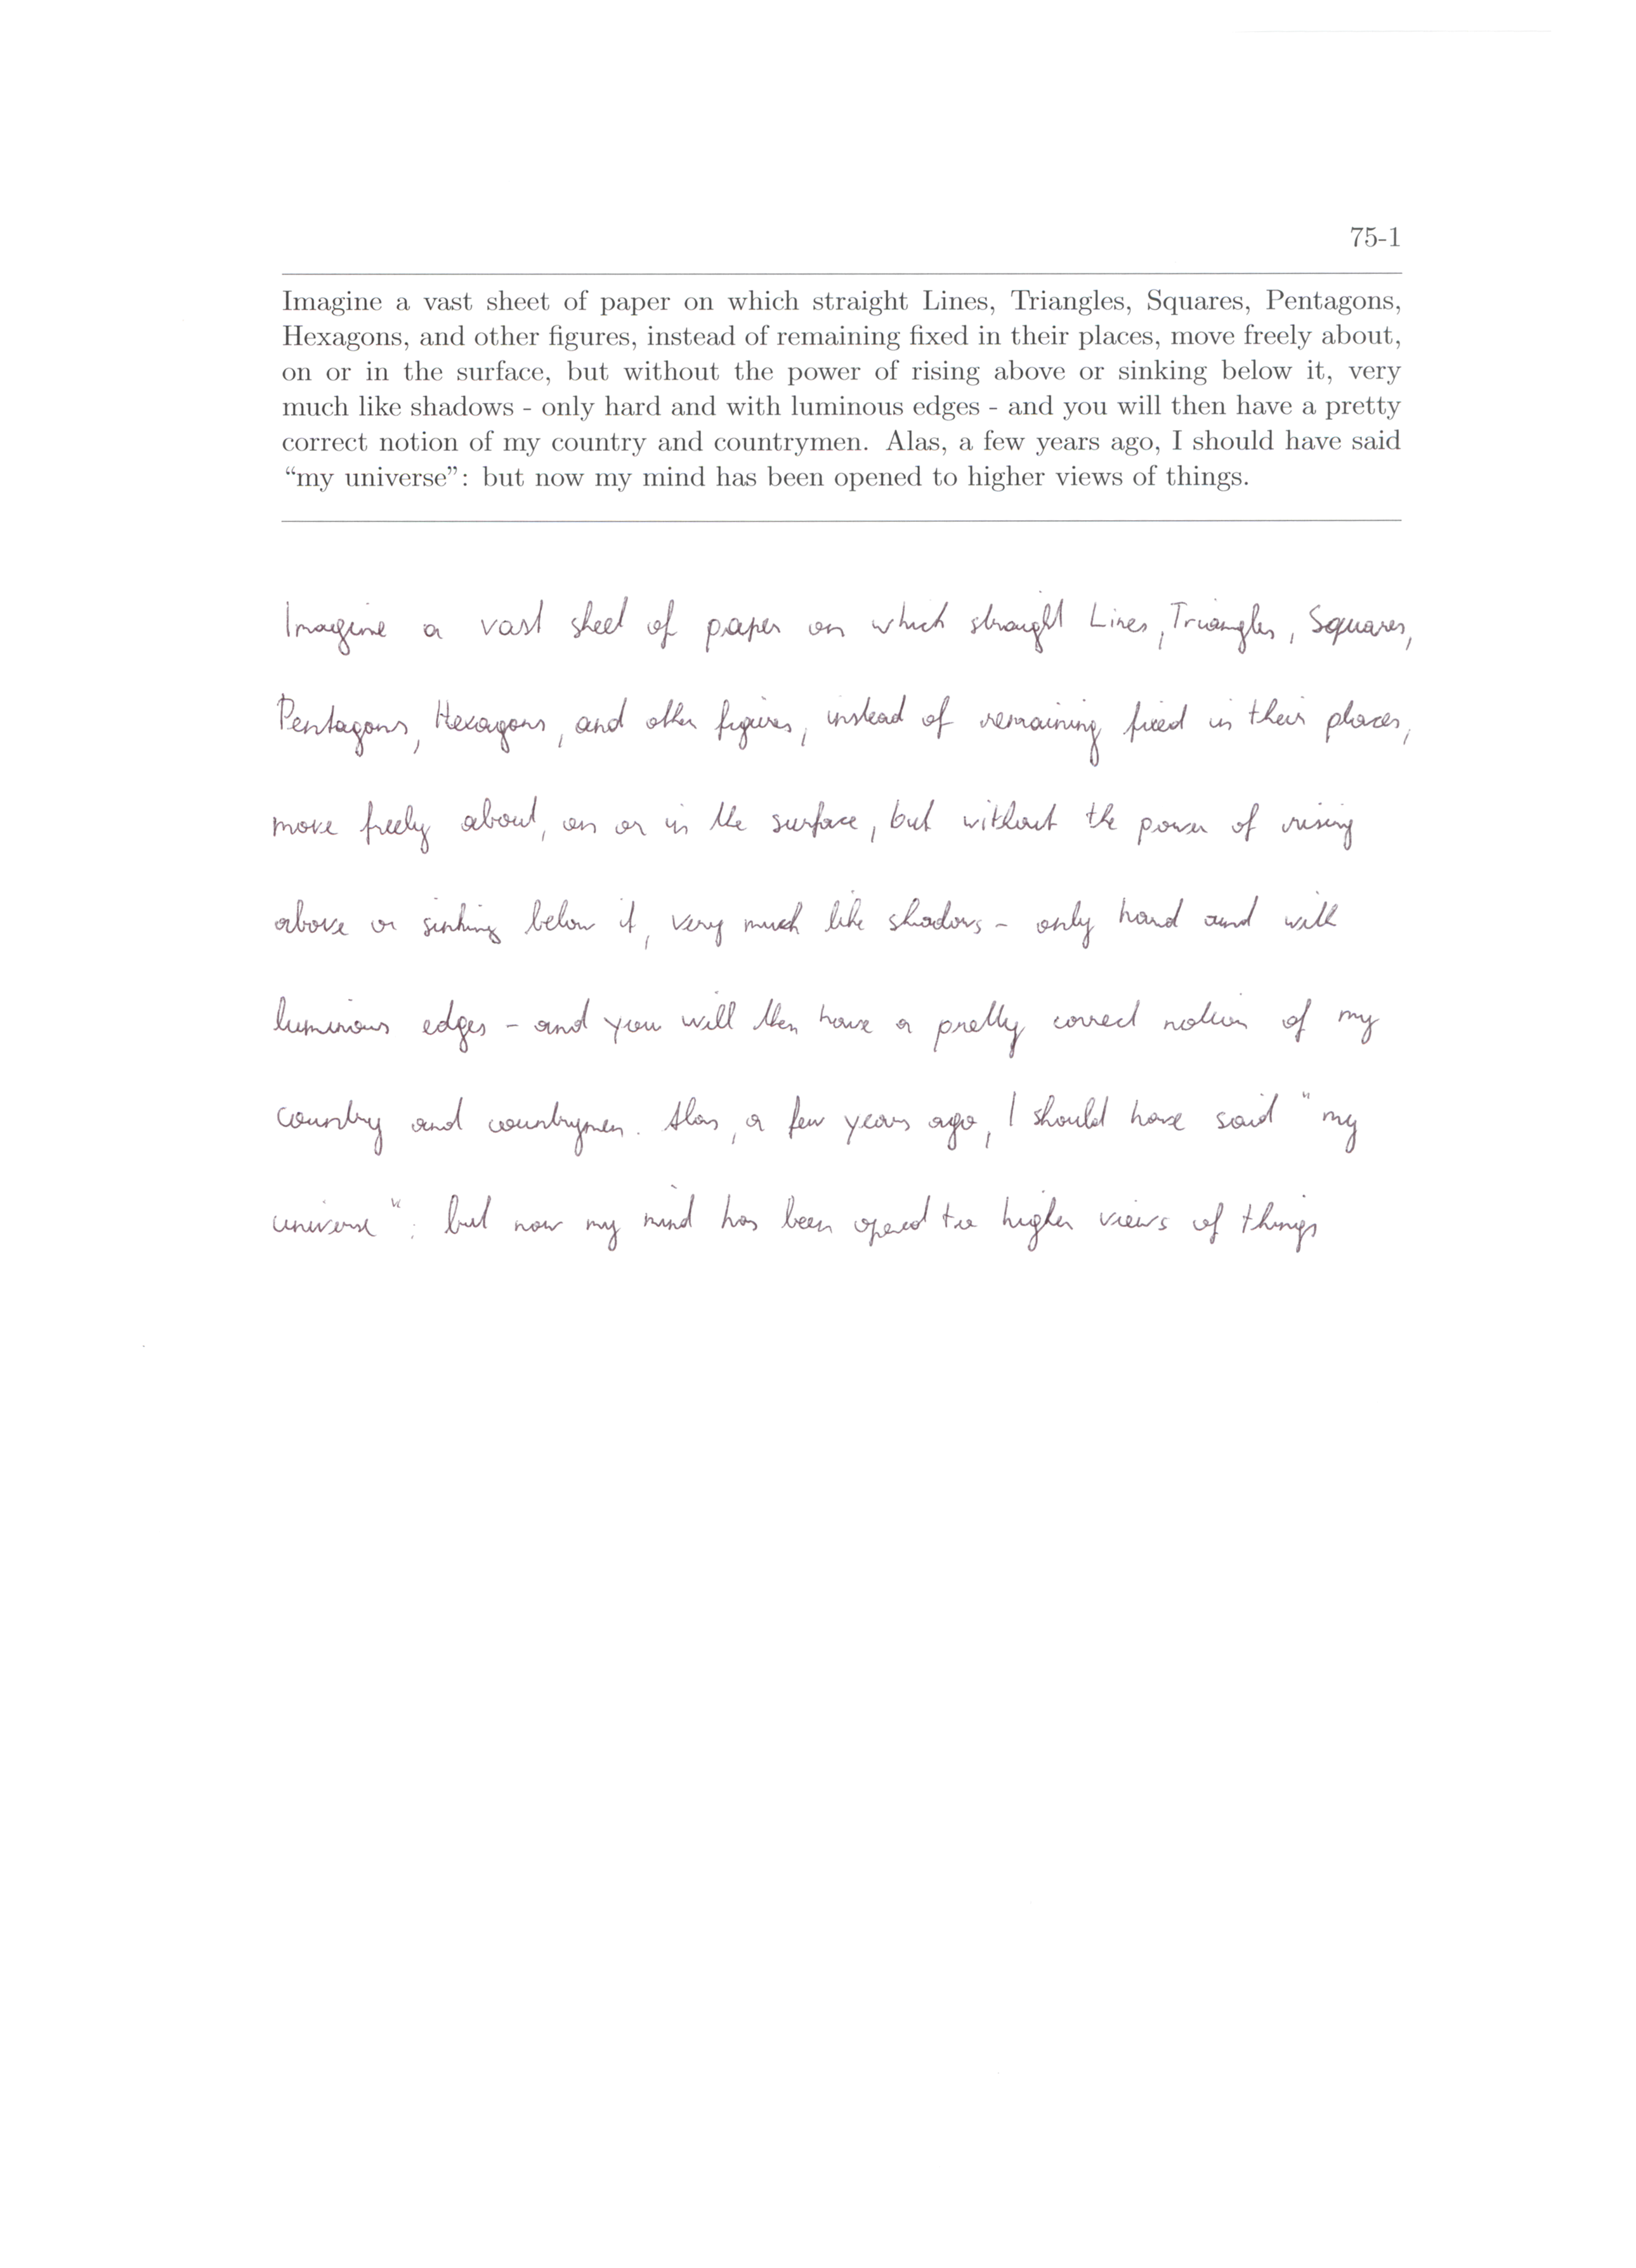 75-1
Imagine a vast sheet of paper on which straight Lines, Triangles, Squares, Pentagons,
Hexagons, and other figures, instead of remaining fixed in their places, move freely about,
on or in the surface, but without the power of rising above or sinking below it, very
much like shadows - only hard and with luminous edges - and you will then have a pretty
correct notion of my country and countrymen. Alas, a few years ago, I should have said
“my universe”: but now my mind has been opened to higher views of things.
Imagine a vast sheet of paper on which straight Lines, Triangles, Squares,
Pentagons, Hexagons, and other figures, instead of remaining fixed in their places,
move freely about, on or in the surface, but without the power of rising
above or sinking below it, very much like shadows - only hard and with
luminous edges - and you will then have a pretty correct notion of my
country and countrymen. Alas, a few years ago, I should have said "my
universe": but now my mind has been opened to higher views of things